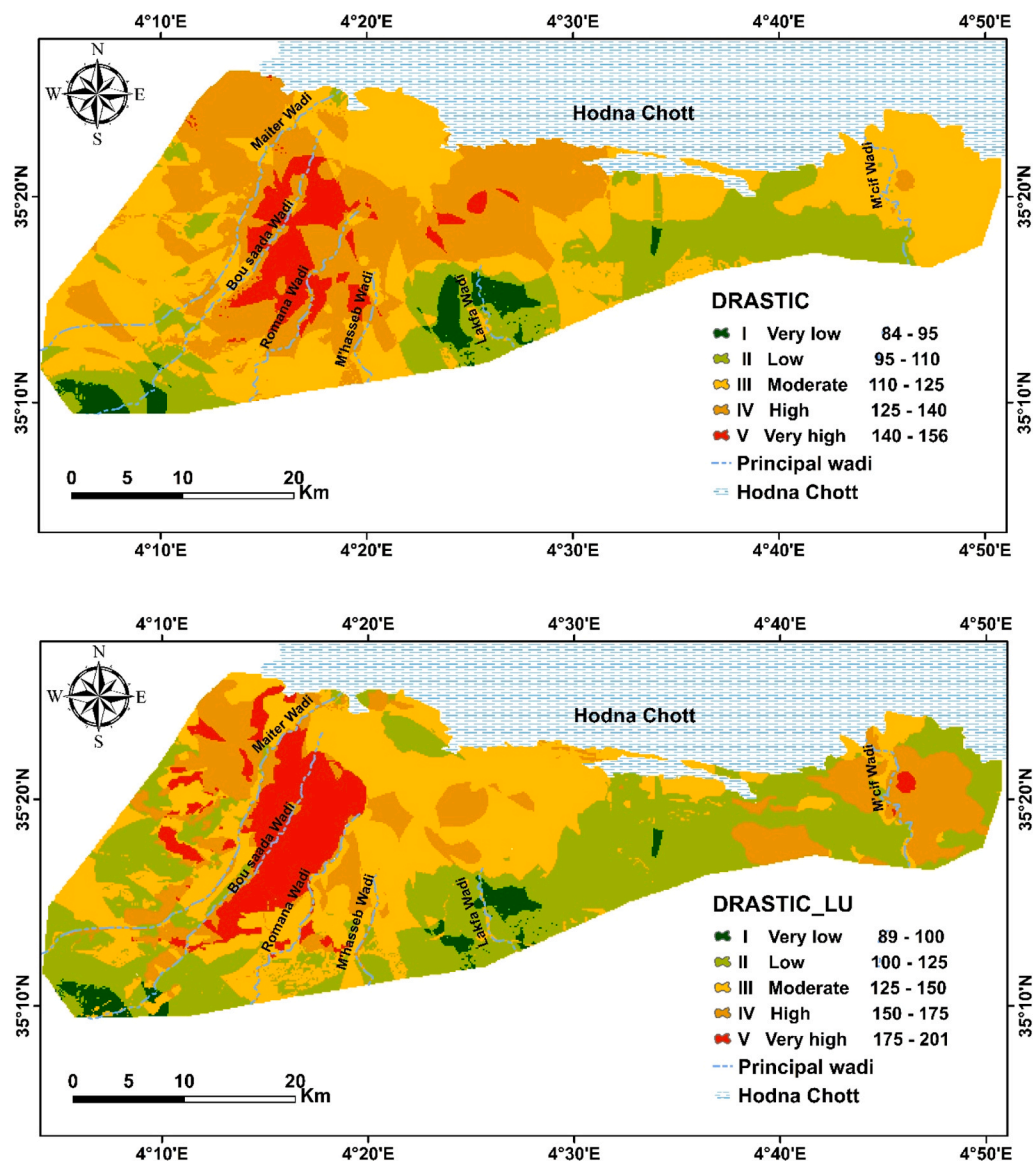 4°10'E 4°20'E 4°30'E 4°40'E 4°50'E
N
W E
S
Hodna Chott
Maiter Wadi
M'cif Wadi
35°20'N 35°20'N
Bou saada Wadi
Romana Wadi
M'hasseb Wadi
Lakfa Wadi
DRASTIC
I Very low 84 - 95
II Low 95 - 110
III Moderate 110 - 125
IV High 125 - 140
V Very high 140 - 156
Principal wadi
Hodna Chott
35°10'N 35°10'N
0 5 10 20
Km
4°10'E 4°20'E 4°30'E 4°40'E 4°50'E
4°10'E 4°20'E 4°30'E 4°40'E 4°50'E
N
W E
S
Hodna Chott
Maiter Wadi
M'cif Wadi
35°20'N 35°20'N
Bou saada Wadi
Romana Wadi
M'hasseb Wadi
Lakfa Wadi
DRASTIC_LU
I Very low 89 - 100
II Low 100 - 125
III Moderate 125 - 150
IV High 150 - 175
V Very high 175 - 201
Principal wadi
Hodna Chott
35°10'N 35°10'N
0 5 10 20
Km
4°10'E 4°20'E 4°30'E 4°40'E 4°50'E